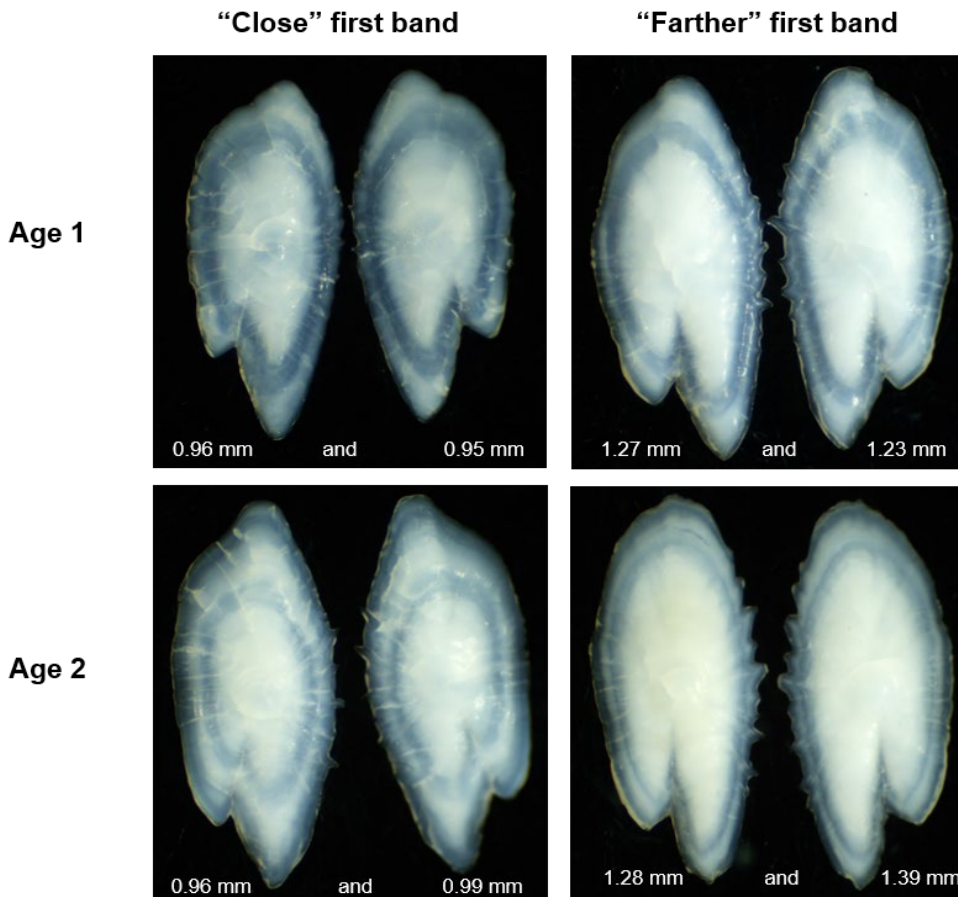 “Close” first band
“Farther” first band
Age 1
0.96 mm and 0.95 mm
1.27 mm and 1.23 mm
Age 2
0.96 mm and 0.99 mm
1.28 mm and 1.39 mm